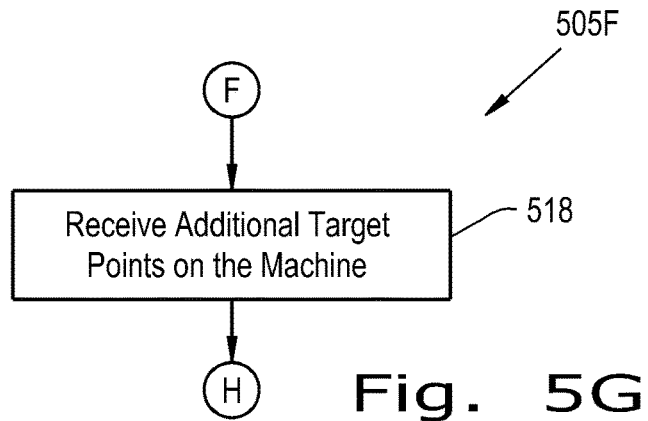 505F
F
Receive Additional Target
Points on the Machine
518
H
Fig. 5G